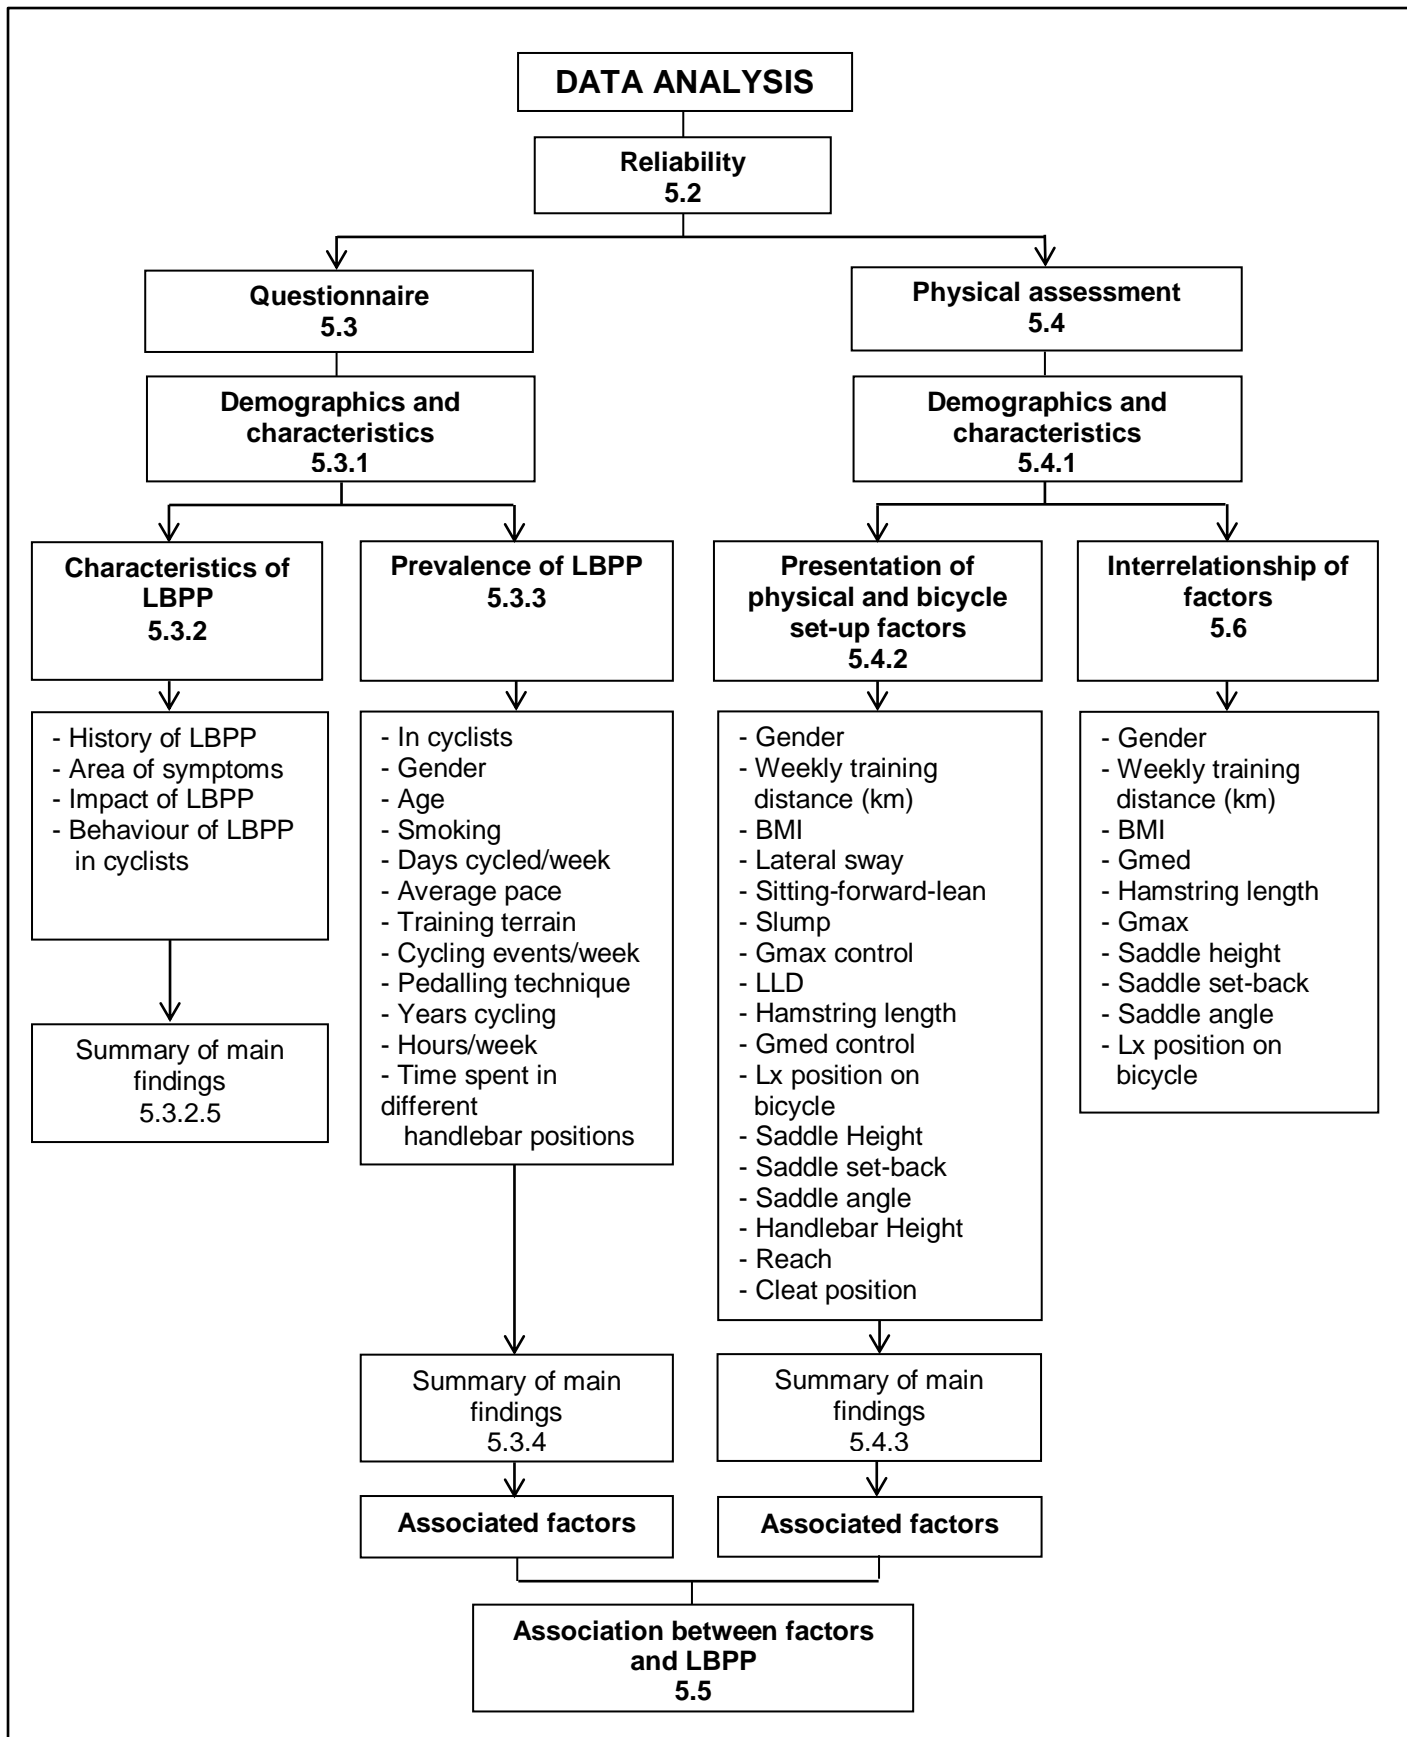 DATA ANALYSIS
Reliability
5.2
Questionnaire
5.3
Physical assessment
5.4
Demographics and
characteristics
5.3.1
Demographics and
characteristics
5.4.1
Characteristics of
LBPP
5.3.2
Prevalence of LBPP
5.3.3
Presentation of
physical and bicycle
set-up factors
5.4.2
Interrelationship of
factors
5.6
- History of LBPP
- Area of symptoms
- Impact of LBPP
- Behaviour of LBPP
in cyclists
- In cyclists
- Gender
- Age
- Smoking
- Days cycled/week
- Average pace
- Training terrain
- Cycling events/week
- Pedalling technique
- Years cycling
- Hours/week
- Time spent in
different
handlebar positions
- Gender
- Weekly training
distance (km)
- BMI
- Lateral sway
- Sitting-forward-lean
- Slump
- Gmax control
- LLD
- Hamstring length
- Gmed control
- Lx position on
bicycle
- Saddle Height
- Saddle set-back
- Saddle angle
- Handlebar Height
- Reach
- Cleat position
- Gender
- Weekly training
distance (km)
- BMI
- Gmed
- Hamstring length
- Gmax
- Saddle height
- Saddle set-back
- Saddle angle
- Lx position on
bicycle
Summary of main
findings
5.3.2.5
Summary of main
findings
5.3.4
Summary of main
findings
5.4.3
Associated factors
Associated factors
Association between factors
and LBPP
5.5